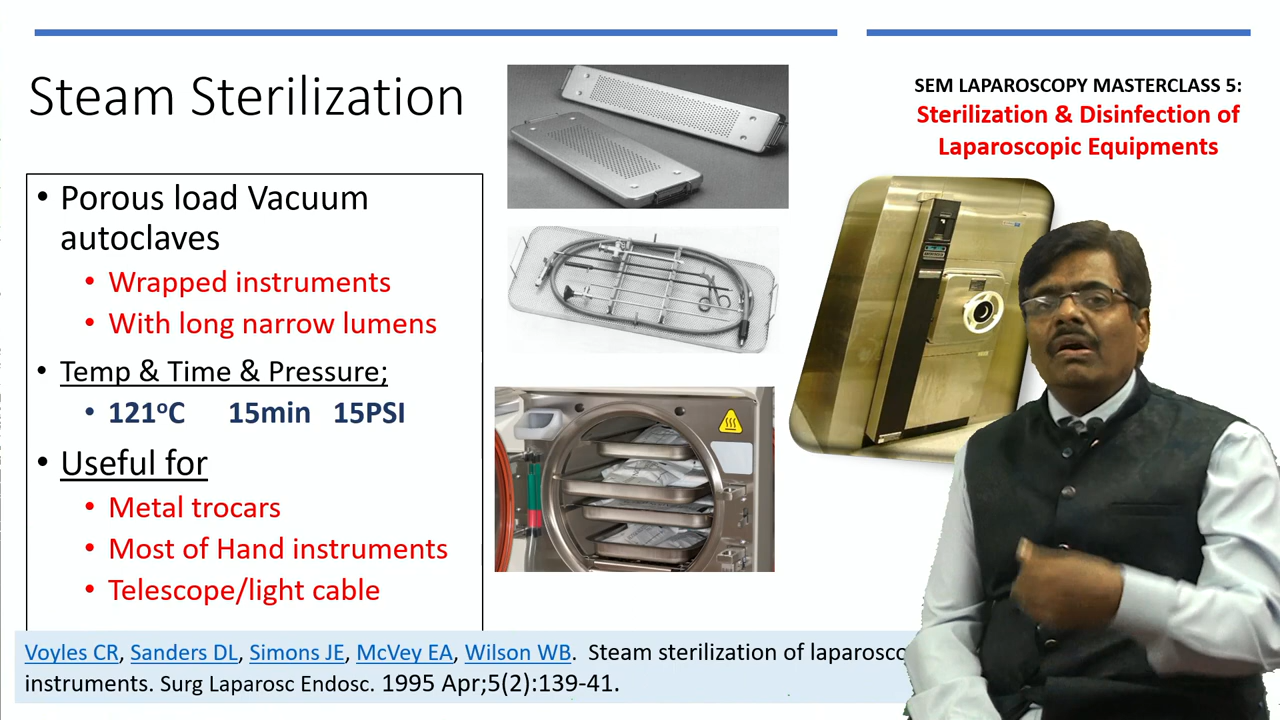 Steam Sterilization
SEM LAPAROSCOPY MASTERCLASS 5:
Sterilization & Disinfection of
Laparoscopic Equipments
• Porous load Vacuum
autoclaves
• Wrapped instruments
• With long narrow lumens
• Temp & Time & Pressure;
• 121°C 15min 15PSI
• Useful for
• Metal trocars
• Most of Hand instruments
• Telescope/light cable
Voyles CR, Sanders DL, Simons JE, McVey EA, Wilson WB. Steam sterilization of laparosco
instruments. Surg Laparosc Endosc. 1995 Apr;5(2):139-41.